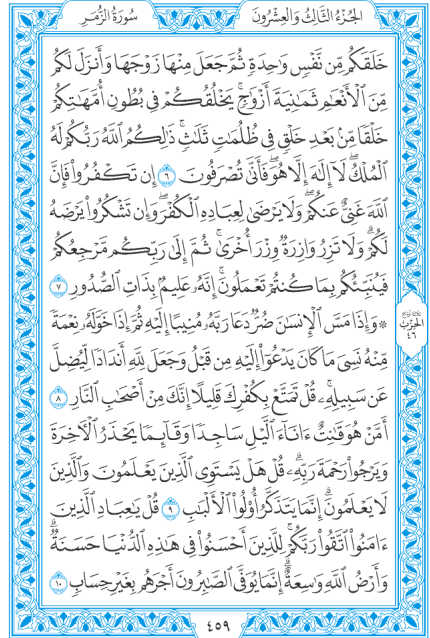 سُورَةُ الزُّمَرِ
الجُزْءُ الثَّالِثُ وَالعِشْرُونَ
خَلَقَكُم مِّن نَّفْسٍ وَٰحِدَةٍ ثُمَّ جَعَلَ مِنْهَا زَوْجَهَا وَأَنزَلَ لَكُم
مِّنَ ٱلْأَنْعَٰمِ ثَمَٰنِيَةَ أَزْوَٰجٍ ۚ يَخْلُقُكُمْ فِى بُطُونِ أُمَّهَٰتِكُمْ
خَلْقًا مِّنۢ بَعْدِ خَلْقٍ فِى ظُلُمَٰتٍ ثَلَٰثٍ ۚ ذَٰلِكُمُ ٱللَّهُ رَبُّكُمْ لَهُ
ٱلْمُلْكُ ۖ لَآ إِلَٰهَ إِلَّا هُوَ ۖ فَأَنَّىٰ تُصْرَفُونَ ٦ إِن تَكْفُرُوا۟ فَإِنَّ
ٱللَّهَ غَنِىٌّ عَنكُمْ ۖ وَلَا يَرْضَىٰ لِعِبَادِهِ ٱلْكُفْرَ ۖ وَإِن تَشْكُرُوا۟ يَرْضَهُ
لَكُمْ ۗ وَلَا تَزِرُ وَازِرَةٌ وِزْرَ أُخْرَىٰ ۗ ثُمَّ إِلَىٰ رَبِّكُم مَّرْجِعُكُمْ
فَيُنَبِّئُكُم بِمَا كُنتُمْ تَعْمَلُونَ ۚ إِنَّهُۥ عَلِيمٌۢ بِذَاتِ ٱلصُّدُورِ ٧
۞ وَإِذَا مَسَّ ٱلْإِنسَٰنَ ضُرٌّ دَعَا رَبَّهُۥ مُنِيبًا إِلَيْهِ ثُمَّ إِذَا خَوَّلَهُۥ نِعْمَةً
مِّنْهُ نَسِىَ مَا كَانَ يَدْعُوٓا۟ إِلَيْهِ مِن قَبْلُ وَجَعَلَ لِلَّهِ أَندَادًا لِّيُضِلَّ
عَن سَبِيلِهِۦ ۚ قُلْ تَمَتَّعْ بِكُفْرِكَ قَلِيلًا ۖ إِنَّكَ مِنْ أَصْحَٰبِ ٱلنَّارِ ٨
أَمَّنْ هُوَ قَٰنِتٌ ءَانَآءَ ٱلَّيْلِ سَاجِدًا وَقَآئِمًا يَحْذَرُ ٱلْءَاخِرَةَ
وَيَرْجُوا۟ رَحْمَةَ رَبِّهِۦ ۗ قُلْ هَلْ يَسْتَوِى ٱلَّذِينَ يَعْلَمُونَ وَٱلَّذِينَ
لَا يَعْلَمُونَ ۗ إِنَّمَا يَتَذَكَّرُ أُو۟لُوا۟ ٱلْأَلْبَٰبِ ٩ قُلْ يَٰعِبَادِ ٱلَّذِينَ
ءَامَنُوا۟ ٱتَّقُوا۟ رَبَّكُمْ ۚ لِلَّذِينَ أَحْسَنُوا۟ فِى هَٰذِهِ ٱلدُّنْيَا حَسَنَةٌ ۗ
وَأَرْضُ ٱللَّهِ وَٰسِعَةٌ ۗ إِنَّمَا يُوَفَّى ٱلصَّٰبِرُونَ أَجْرَهُم بِغَيْرِ حِسَابٍ ١٠
الحِزْبُ
٤٦
٤٥٩